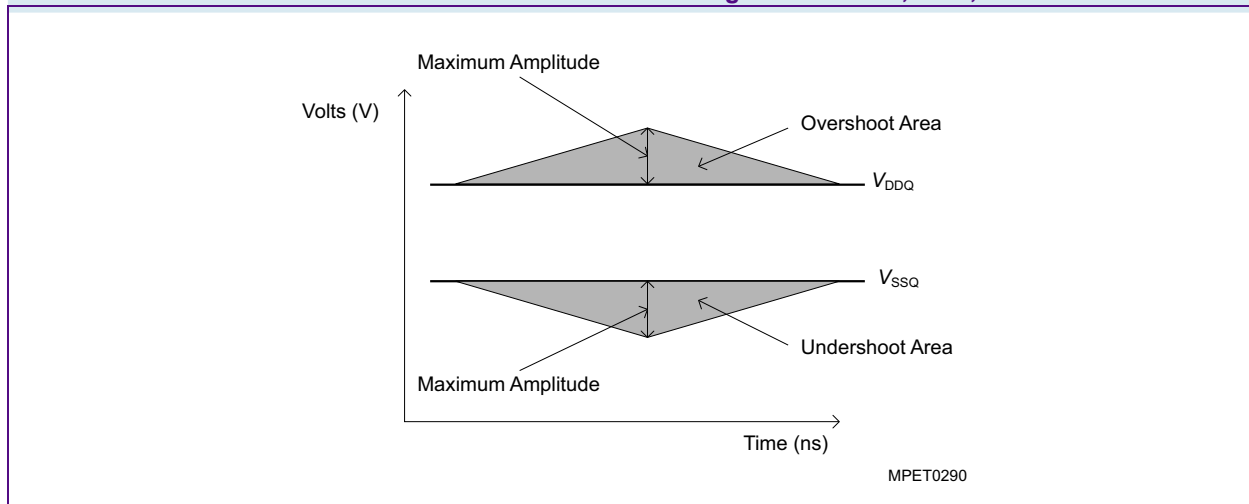 Maximum Amplitude
Volts (V)
Overshoot Area
VDDQ
VSSQ
Undershoot Area
Maximum Amplitude
Time (ns)
MPET0290